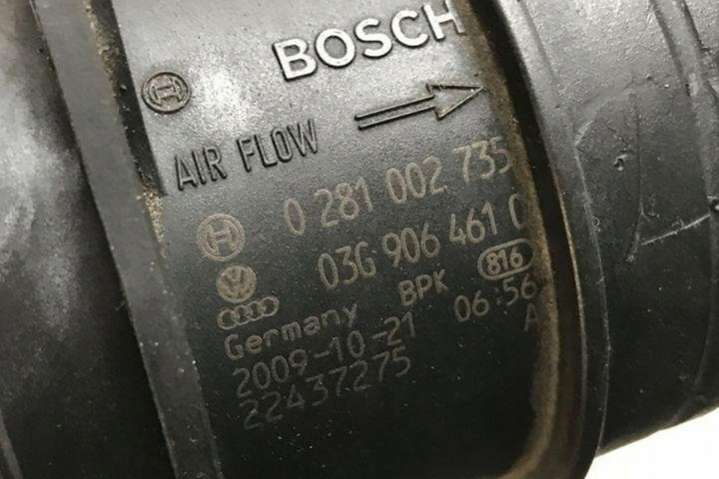 BOSCH
AIR FLOW
0 281 002 735
03G 906 461 D
816
Germany BPK 06:56
2009-10-21 A
22437275